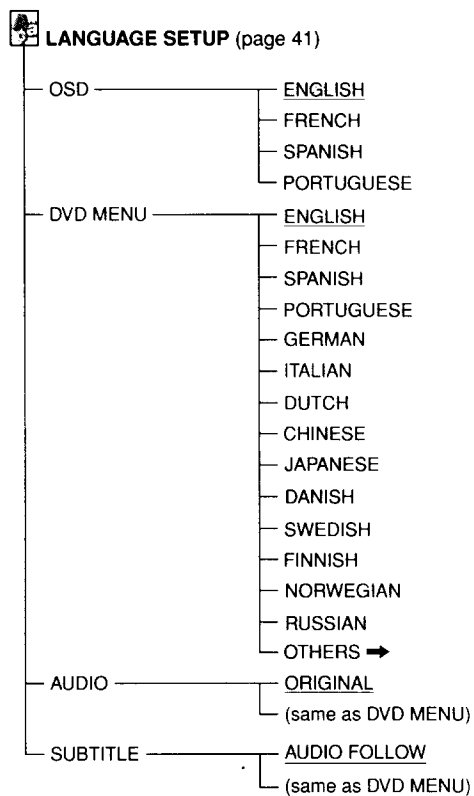 LANGUAGE SETUP (page 41)
OSD
ENGLISH
FRENCH
SPANISH
PORTUGUESE
DVD MENU
ENGLISH
FRENCH
SPANISH
PORTUGUESE
GERMAN
ITALIAN
DUTCH
CHINESE
JAPANESE
DANISH
SWEDISH
FINNISH
NORWEGIAN
RUSSIAN
OTHERS ➡
AUDIO
ORIGINAL
(same as DVD MENU)
SUBTITLE
AUDIO FOLLOW
(same as DVD MENU)